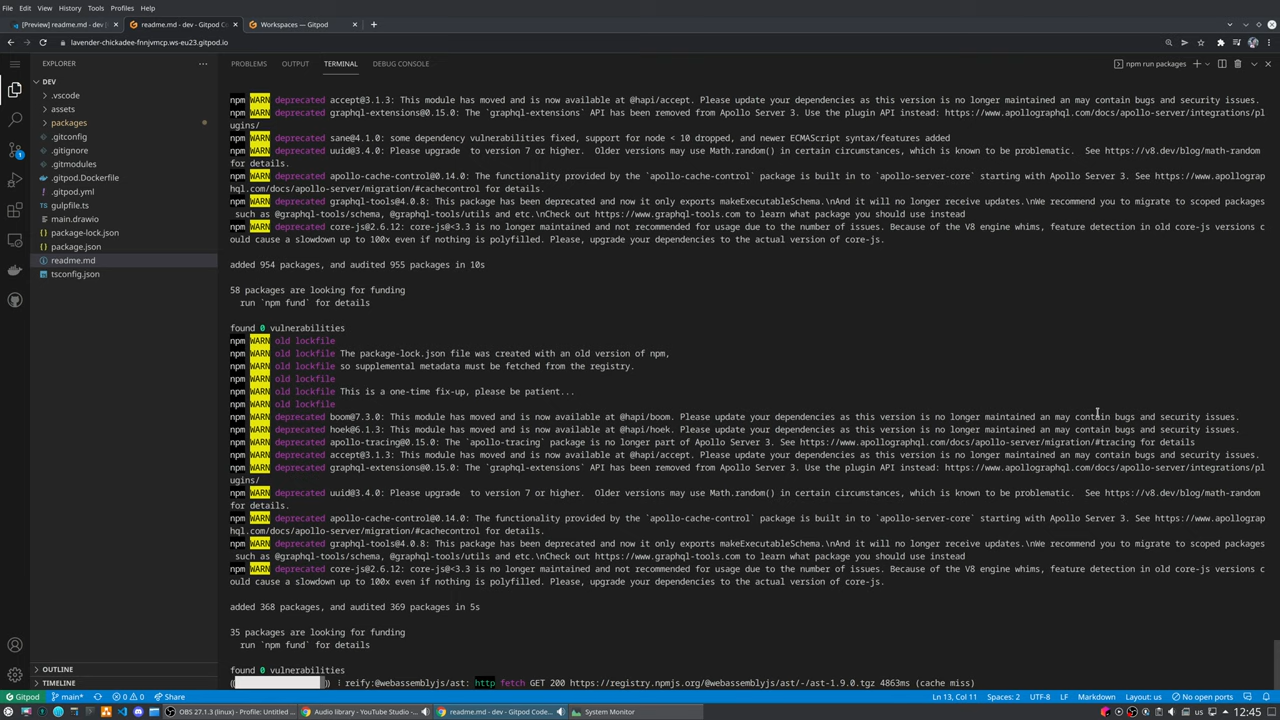 File Edit View History Tools Profiles Help
[Preview] readme.md - dev
readme.md - dev - Gitpod C
Workspaces — Gitpod
lavender-chickadee-fnnjvmcp.ws-eu23.gitpod.io
EXPLORER
PROBLEMS OUTPUT TERMINAL DEBUG CONSOLE
npm run packages
DEV
.vscode
assets
packages
.gitconfig
.gitignore
.gitmodules
.gitpod.Dockerfile
.gitpod.yml
gulpfile.ts
main.drawio
package-lock.json
package.json
readme.md
tsconfig.json
OUTLINE
TIMELINE
npm WARN deprecated accept@3.1.3: This module has moved and is now available at @hapi/accept. Please update your dependencies as this version is no longer maintained an may contain bugs and security issues.
npm WARN deprecated graphql-extensions@0.15.0: The `graphql-extensions` API has been removed from Apollo Server 3. Use the plugin API instead: https://www.apollographql.com/docs/apollo-server/integrations/pl
ugins/
npm WARN deprecated sane@4.1.0: some dependency vulnerabilities fixed, support for node < 10 dropped, and newer ECMAScript syntax/features added
npm WARN deprecated uuid@3.4.0: Please upgrade  to version 7 or higher.  Older versions may use Math.random() in certain circumstances, which is known to be problematic.  See https://v8.dev/blog/math-random
for details.
npm WARN deprecated apollo-cache-control@0.14.0: The functionality provided by the `apollo-cache-control` package is built in to `apollo-server-core` starting with Apollo Server 3. See https://www.apollograp
hql.com/docs/apollo-server/migration/#cachecontrol for details.
npm WARN deprecated graphql-tools@4.0.8: This package has been deprecated and now it only exports makeExecutableSchema.\nAnd it will no longer receive updates.\nWe recommend you to migrate to scoped packages
such as @graphql-tools/schema, @graphql-tools/utils and etc.\nCheck out https://www.graphql-tools.com to learn what package you should use instead
npm WARN deprecated core-js@2.6.12: core-js@<3.3 is no longer maintained and not recommended for usage due to the number of issues. Because of the V8 engine whims, feature detection in old core-js versions c
ould cause a slowdown up to 100x even if nothing is polyfilled. Please, upgrade your dependencies to the actual version of core-js.
added 954 packages, and audited 955 packages in 10s
58 packages are looking for funding
run `npm fund` for details
found 0 vulnerabilities
npm WARN old lockfile
npm WARN old lockfile The package-lock.json file was created with an old version of npm,
npm WARN old lockfile so supplemental metadata must be fetched from the registry.
npm WARN old lockfile
npm WARN old lockfile This is a one-time fix-up, please be patient...
npm WARN old lockfile
npm WARN deprecated boom@7.3.0: This module has moved and is now available at @hapi/boom. Please update your dependencies as this version is no longer maintained an may contain bugs and security issues.
npm WARN deprecated hoek@6.1.3: This module has moved and is now available at @hapi/hoek. Please update your dependencies as this version is no longer maintained an may contain bugs and security issues.
npm WARN deprecated apollo-tracing@0.15.0: The `apollo-tracing` package is no longer part of Apollo Server 3. See https://www.apollographql.com/docs/apollo-server/migration/#tracing for details
npm WARN deprecated accept@3.1.3: This module has moved and is now available at @hapi/accept. Please update your dependencies as this version is no longer maintained an may contain bugs and security issues.
npm WARN deprecated graphql-extensions@0.15.0: The `graphql-extensions` API has been removed from Apollo Server 3. Use the plugin API instead: https://www.apollographql.com/docs/apollo-server/integrations/pl
ugins/
npm WARN deprecated uuid@3.4.0: Please upgrade  to version 7 or higher.  Older versions may use Math.random() in certain circumstances, which is known to be problematic.  See https://v8.dev/blog/math-random
for details.
npm WARN deprecated apollo-cache-control@0.14.0: The functionality provided by the `apollo-cache-control` package is built in to `apollo-server-core` starting with Apollo Server 3. See https://www.apollograp
hql.com/docs/apollo-server/migration/#cachecontrol for details.
npm WARN deprecated graphql-tools@4.0.8: This package has been deprecated and now it only exports makeExecutableSchema.\nAnd it will no longer receive updates.\nWe recommend you to migrate to scoped packages
such as @graphql-tools/schema, @graphql-tools/utils and etc.\nCheck out https://www.graphql-tools.com to learn what package you should use instead
npm WARN deprecated core-js@2.6.12: core-js@<3.3 is no longer maintained and not recommended for usage due to the number of issues. Because of the V8 engine whims, feature detection in old core-js versions c
ould cause a slowdown up to 100x even if nothing is polyfilled. Please, upgrade your dependencies to the actual version of core-js.
added 368 packages, and audited 369 packages in 5s
35 packages are looking for funding
run `npm fund` for details
found 0 vulnerabilities
reify:@webassemblyjs/ast: http fetch GET 200 https://registry.npmjs.org/@webassemblyjs/ast/-/ast-1.9.0.tgz 4863ms (cache miss)
Gitpod main* 0 0 Share
Ln 13, Col 11 Spaces: 2 UTF-8 LF Markdown Layout: us No open ports
OBS 27.1.3 (linux) - Profile: Untitled ...
Audio library - YouTube Studio -
readme.md - dev - Gitpod Code...
System Monitor
us 12:45